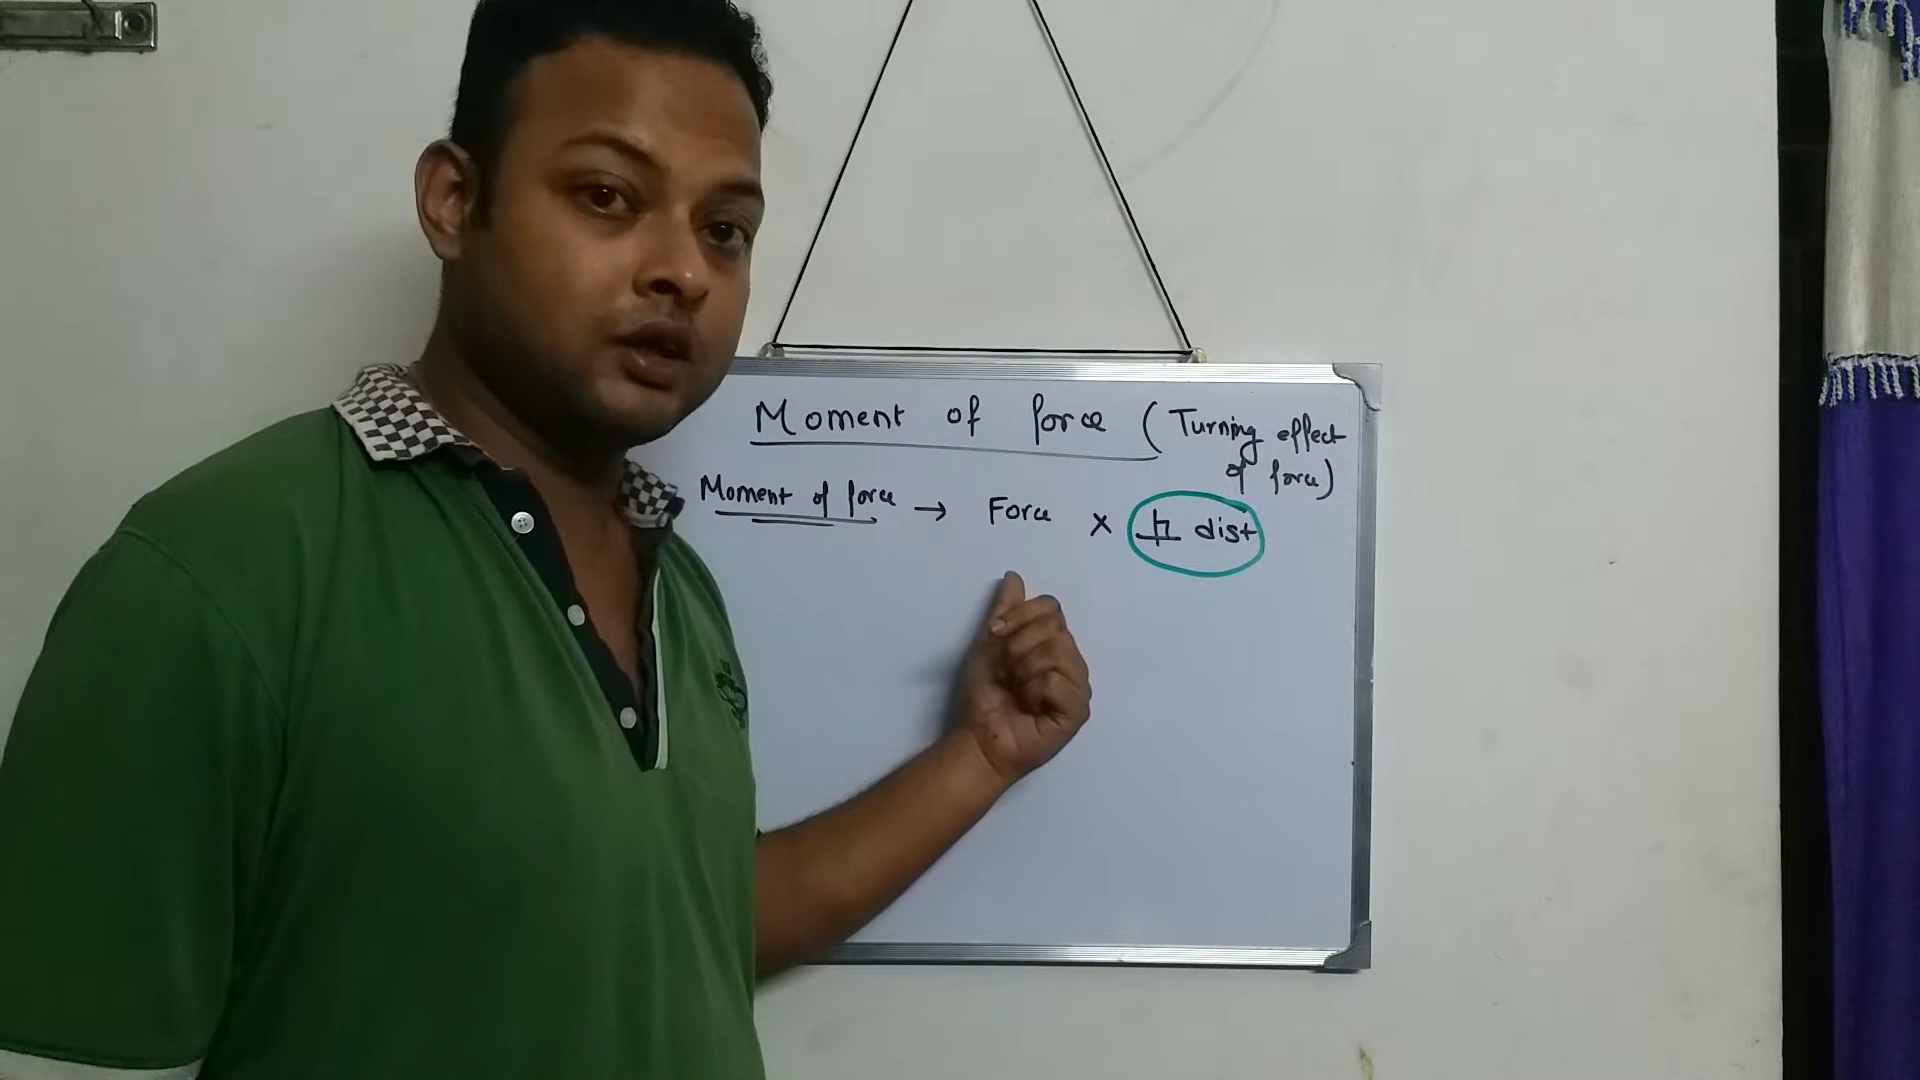 Moment of force (Turning effect
of force)
Moment of force → Force × ⊥ dist